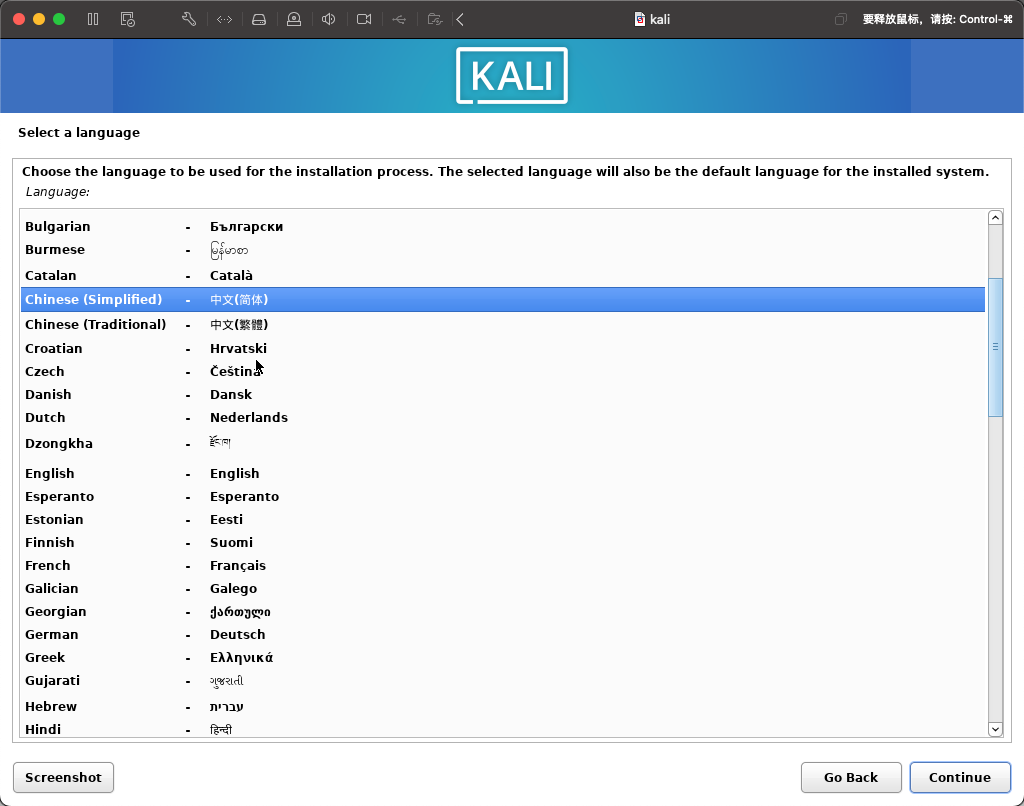 kali
要释放鼠标，请按: Control-⌘
KALI
Select a language
Choose the language to be used for the installation process. The selected language will also be the default language for the installed system.
Language:
Bulgarian - Български
Burmese - မြန်မာစာ
Catalan - Català
Chinese (Simplified) - 中文(简体)
Chinese (Traditional) - 中文(繁體)
Croatian - Hrvatski
Czech - Čeština
Danish - Dansk
Dutch - Nederlands
Dzongkha - རྫོང་ཁ།
English - English
Esperanto - Esperanto
Estonian - Eesti
Finnish - Suomi
French - Français
Galician - Galego
Georgian - ქართული
German - Deutsch
Greek - Ελληνικά
Gujarati - ગુજરાતી
Hebrew - עברית
Hindi - हिन्दी
Screenshot
Go Back
Continue